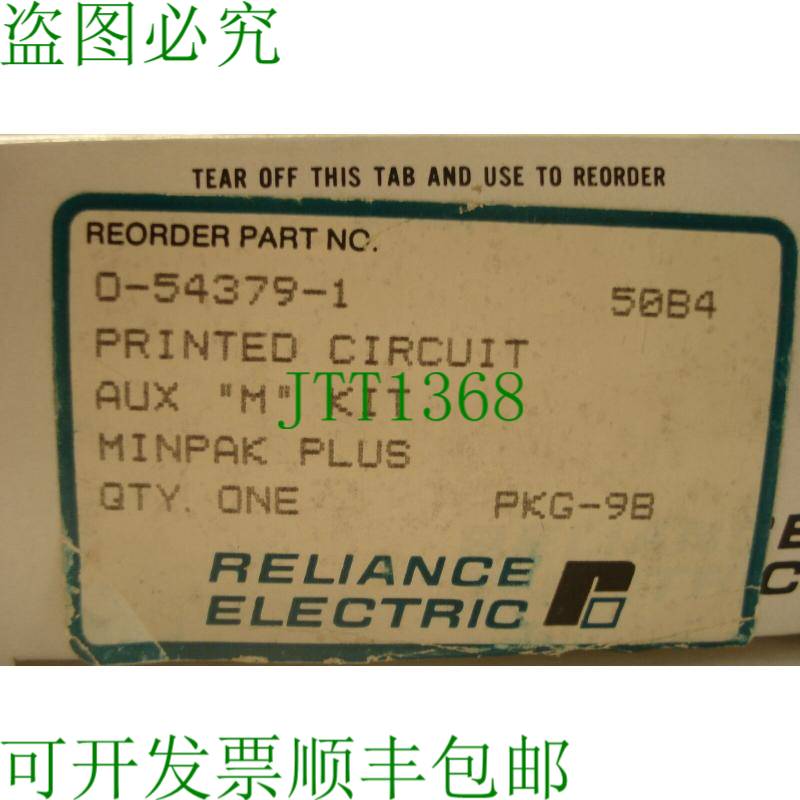 盗图必究
TEAR OFF THIS TAB AND USE TO REORDER
REORDER PART NO.
0-54379-1 50B4
PRINTED CIRCUIT
AUX "M" KIT
JTT1368
MINPAK PLUS
QTY. ONE PKG-9B
RELIANCE
ELECTRIC
可开发票顺丰包邮